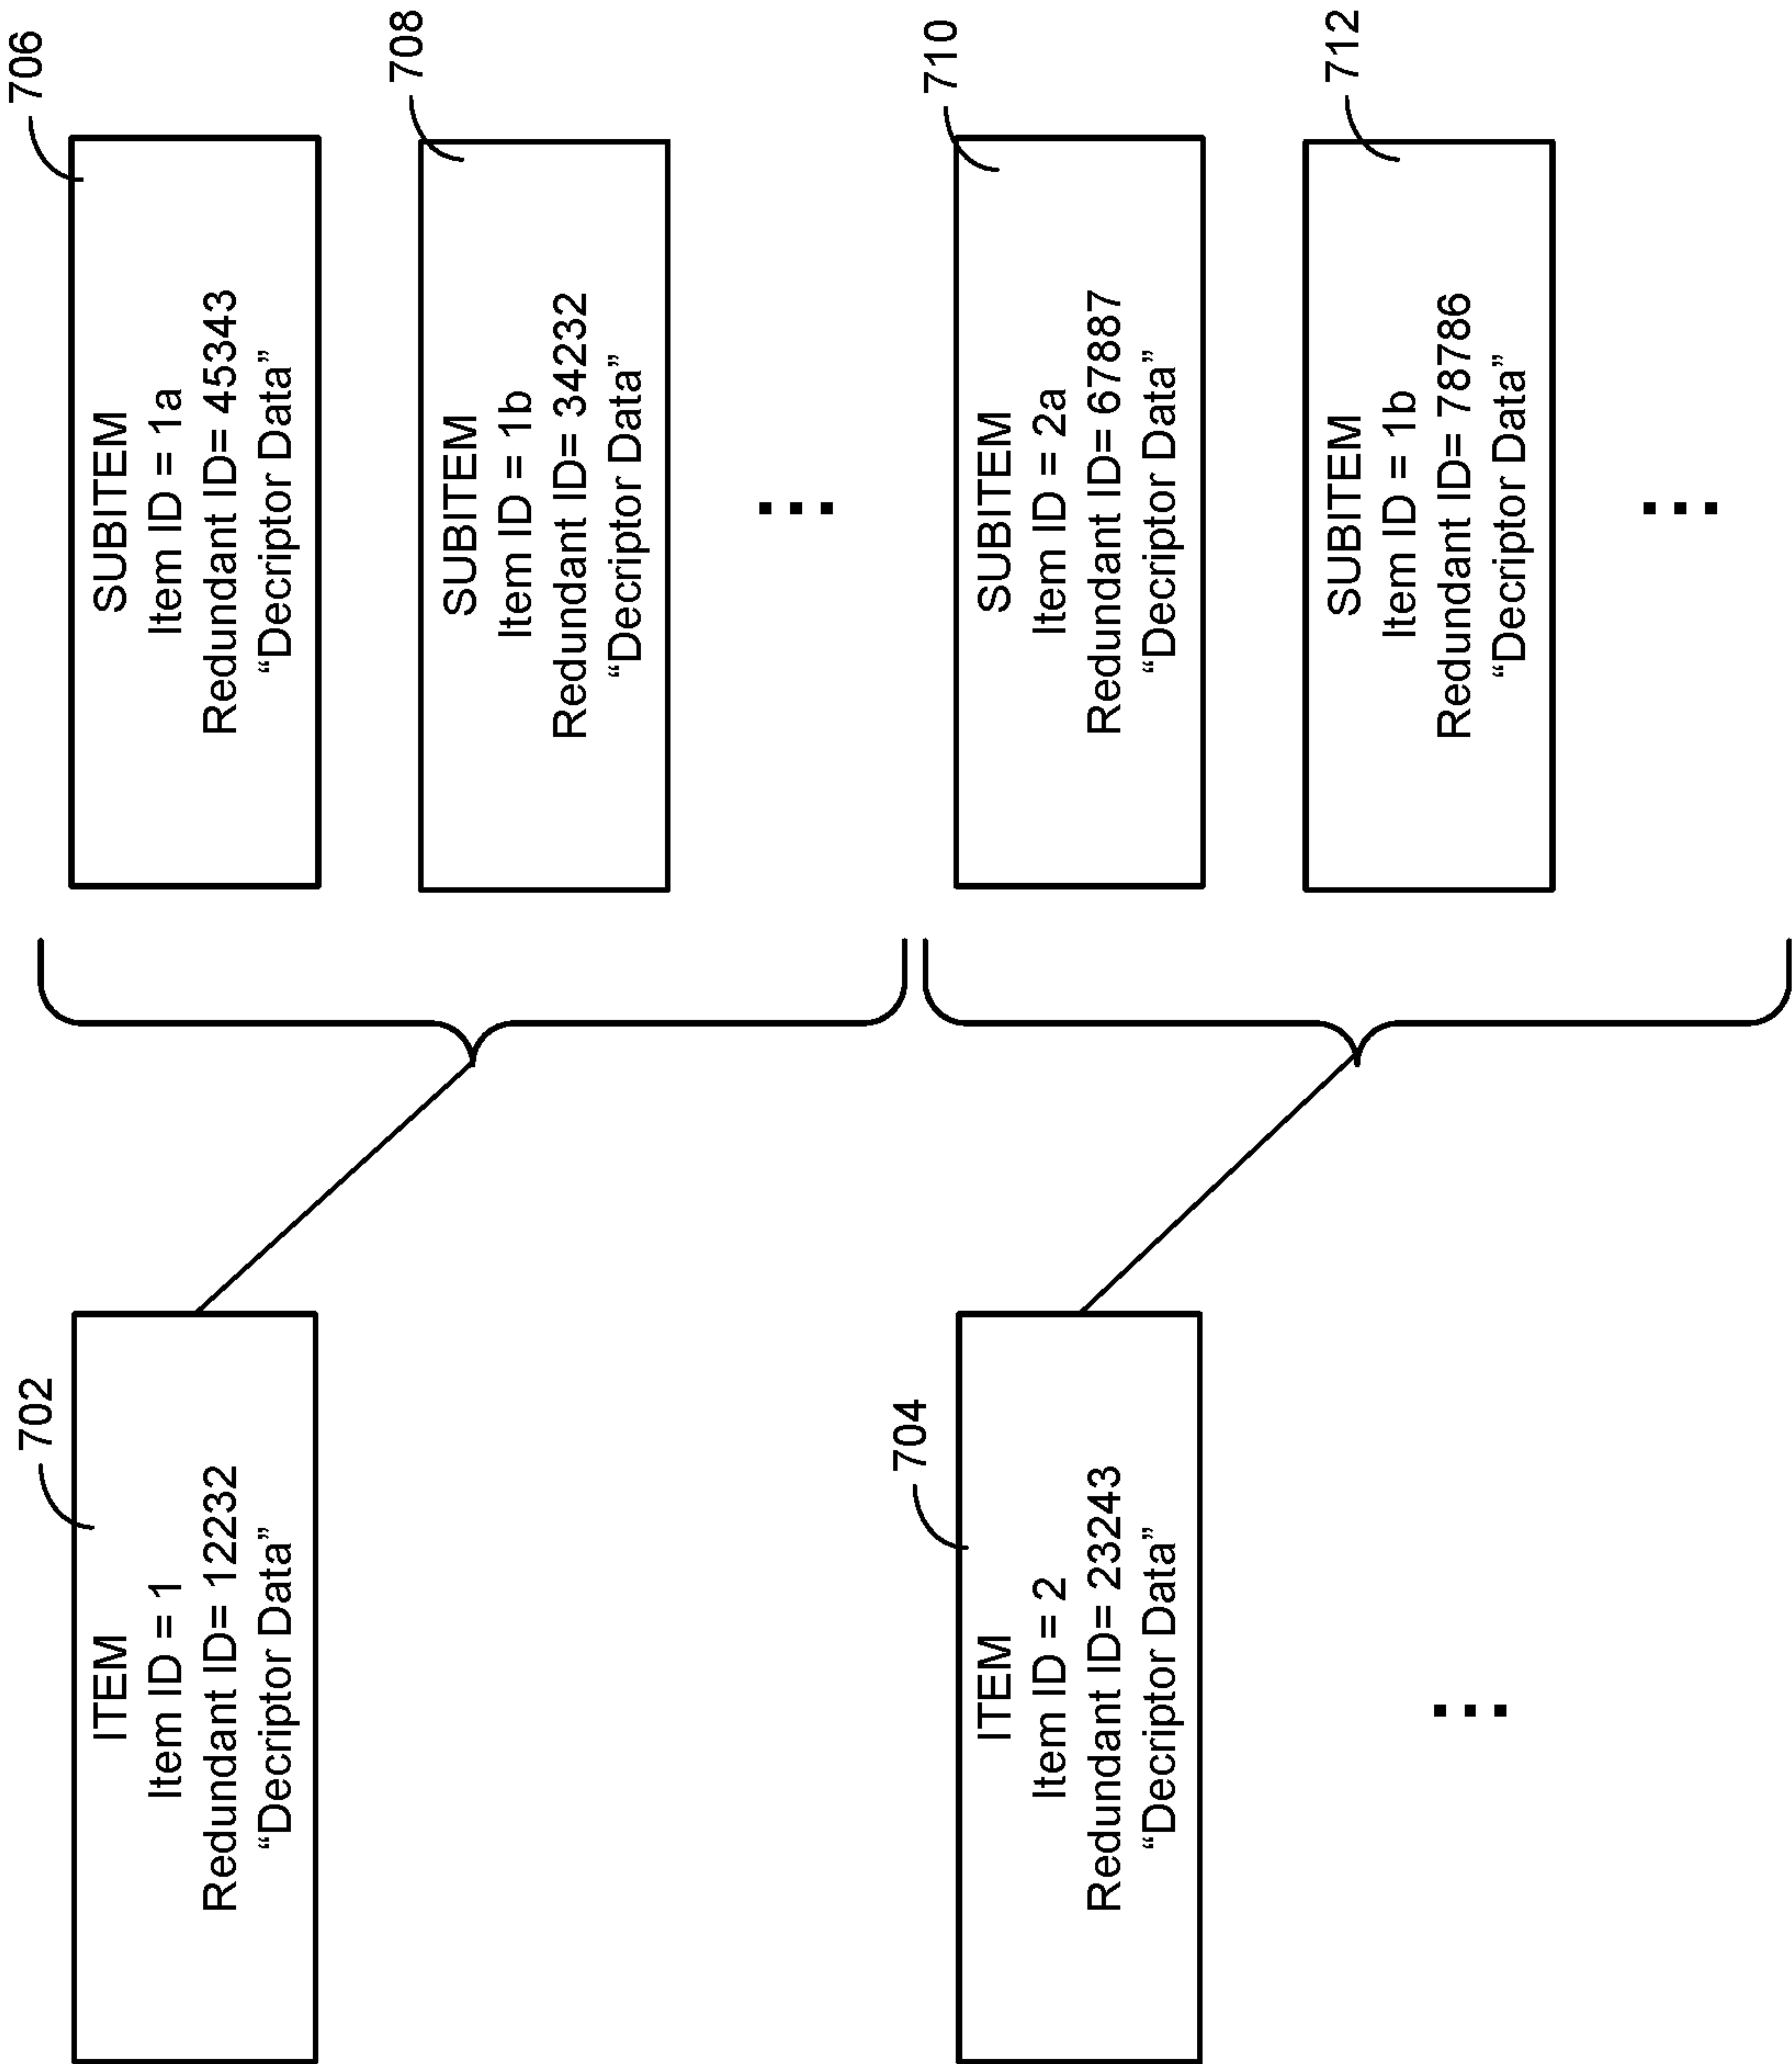 702
ITEM
Item ID = 1
Redundant ID= 12232
“Decriptor Data”
706
SUBITEM
Item ID = 1a
Redundant ID= 45343
“Decriptor Data”
708
SUBITEM
Item ID = 1b
Redundant ID= 34232
“Decriptor Data”
...
704
ITEM
Item ID = 2
Redundant ID= 23243
“Decriptor Data”
...
710
SUBITEM
Item ID = 2a
Redundant ID= 67887
“Decriptor Data”
712
SUBITEM
Item ID = 1b
Redundant ID= 78786
“Decriptor Data”
...